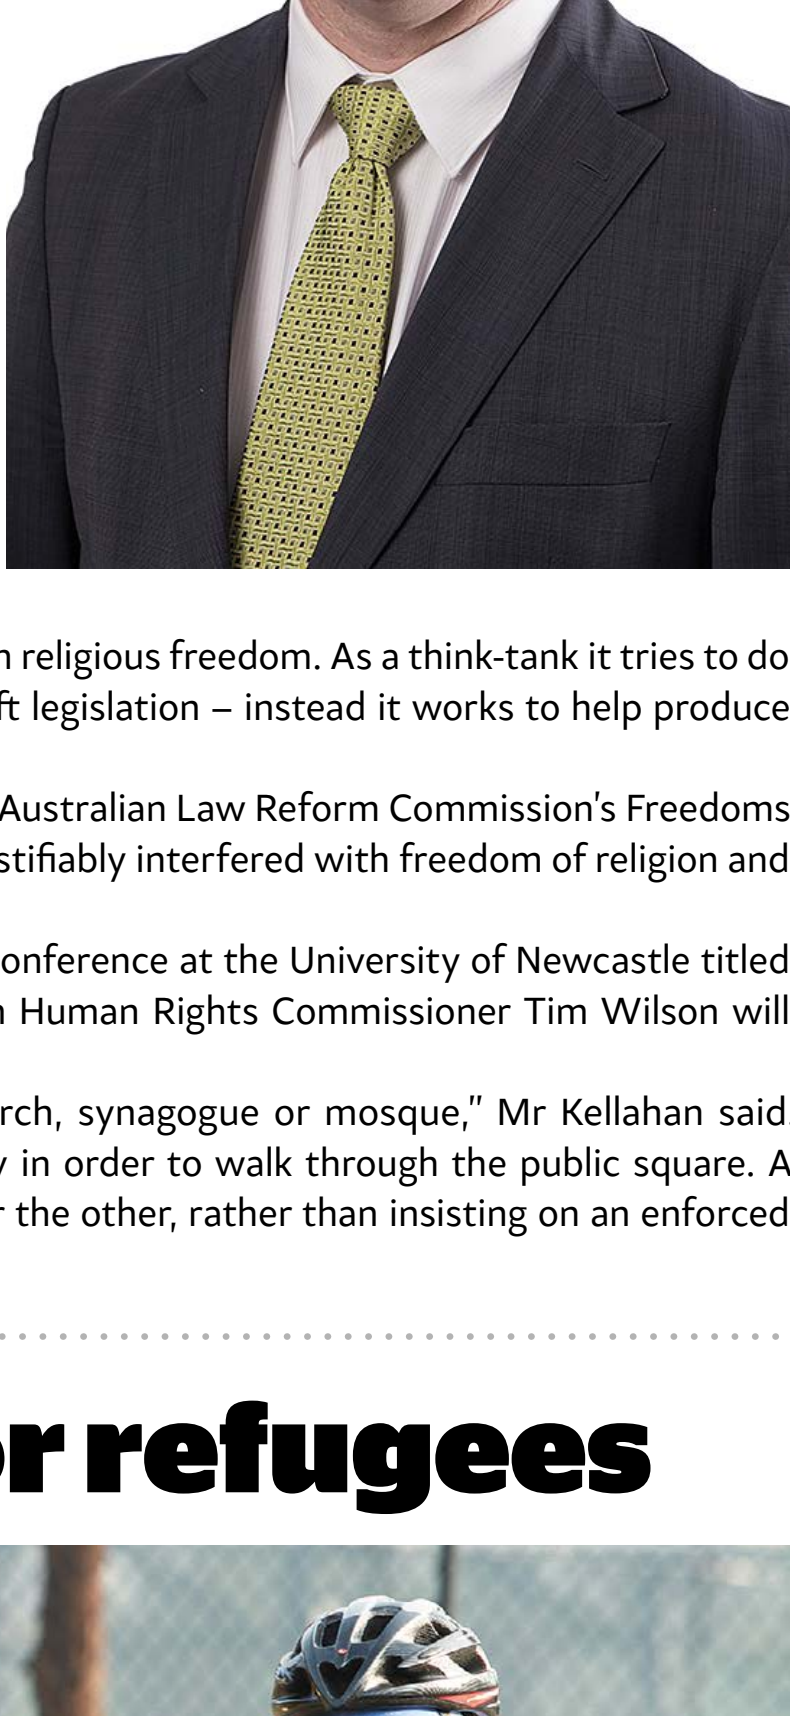 religious freedom. As a think-tank it tries to do
legislation – instead it works to help produce
Australian Law Reform Commission's Freedoms
stifiably interfered with freedom of religion and
onference at the University of Newcastle titled
Human Rights Commissioner Tim Wilson will
rch, synagogue or mosque,” Mr Kellahan said.
in order to walk through the public square. A
the other, rather than insisting on an enforced
or refugees